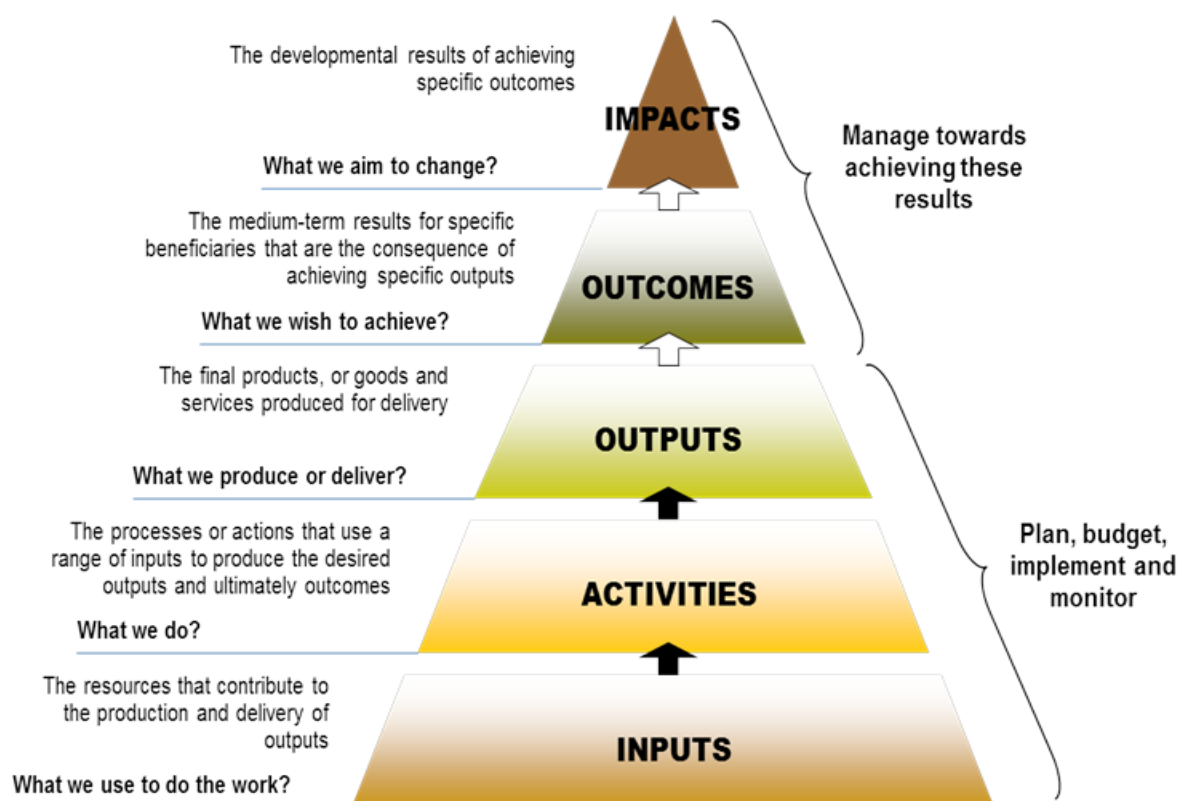 The developmental results of achieving
specific outcomes
IMPACTS
What we aim to change?
Manage towards
achieving these
results
The medium-term results for specific
beneficiaries that are the consequence of
achieving specific outputs
OUTCOMES
What we wish to achieve?
The final products, or goods and
services produced for delivery
OUTPUTS
What we produce or deliver?
The processes or actions that use a
range of inputs to produce the desired
outputs and ultimately outcomes
ACTIVITIES
What we do?
Plan, budget,
implement and
monitor
The resources that contribute to
the production and delivery of
outputs
INPUTS
What we use to do the work?